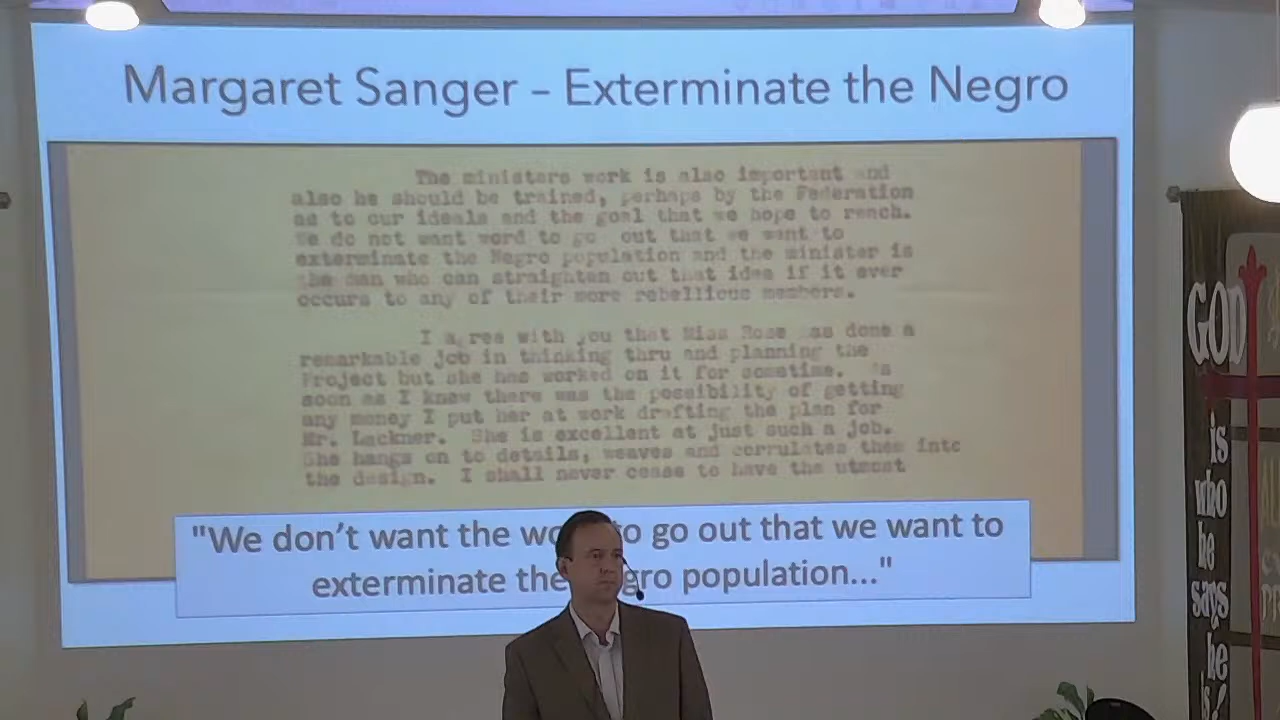 Margaret Sanger – Exterminate the Negro
The ministers work is also important and
also he should be trained, perhaps by the Federation
as to our ideals and the goal that we hope to reach.
We do not want word to go out that we want to
exterminate the Negro population and the minister is
the man who can straighten out that idea if it ever
occurs to any of their more rebellious members.
I a ree with you that Miss Rose as done a
remarkable job in thinking thru and planning the
Project but she has worked on it for sometime. As
soon as I knew there was the possibility of getting
any money I put her at work drafting the plan for
Mr. Lackner. She is excellent at just such a job.
She hangs on to details, weaves and corrulates them into
the design. I shall never cease to have the utmost
"We don't want the wo to go out that we want to
exterminate the gro population..."
GOD
is
who
he
says
he
is!